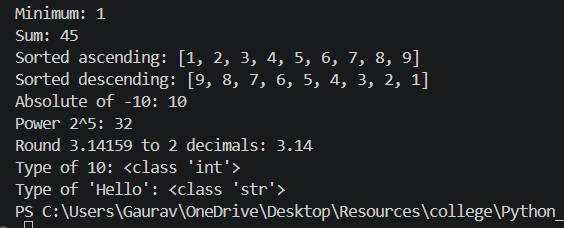 Minimum: 1
Sum: 45
Sorted ascending: [1, 2, 3, 4, 5, 6, 7, 8, 9]
Sorted descending: [9, 8, 7, 6, 5, 4, 3, 2, 1]
Absolute of -10: 10
Power 2^5: 32
Round 3.14159 to 2 decimals: 3.14
Type of 10: <class 'int'>
Type of 'Hello': <class 'str'>
PS C:\Users\Gaurav\OneDrive\Desktop\Resources\college\Python_